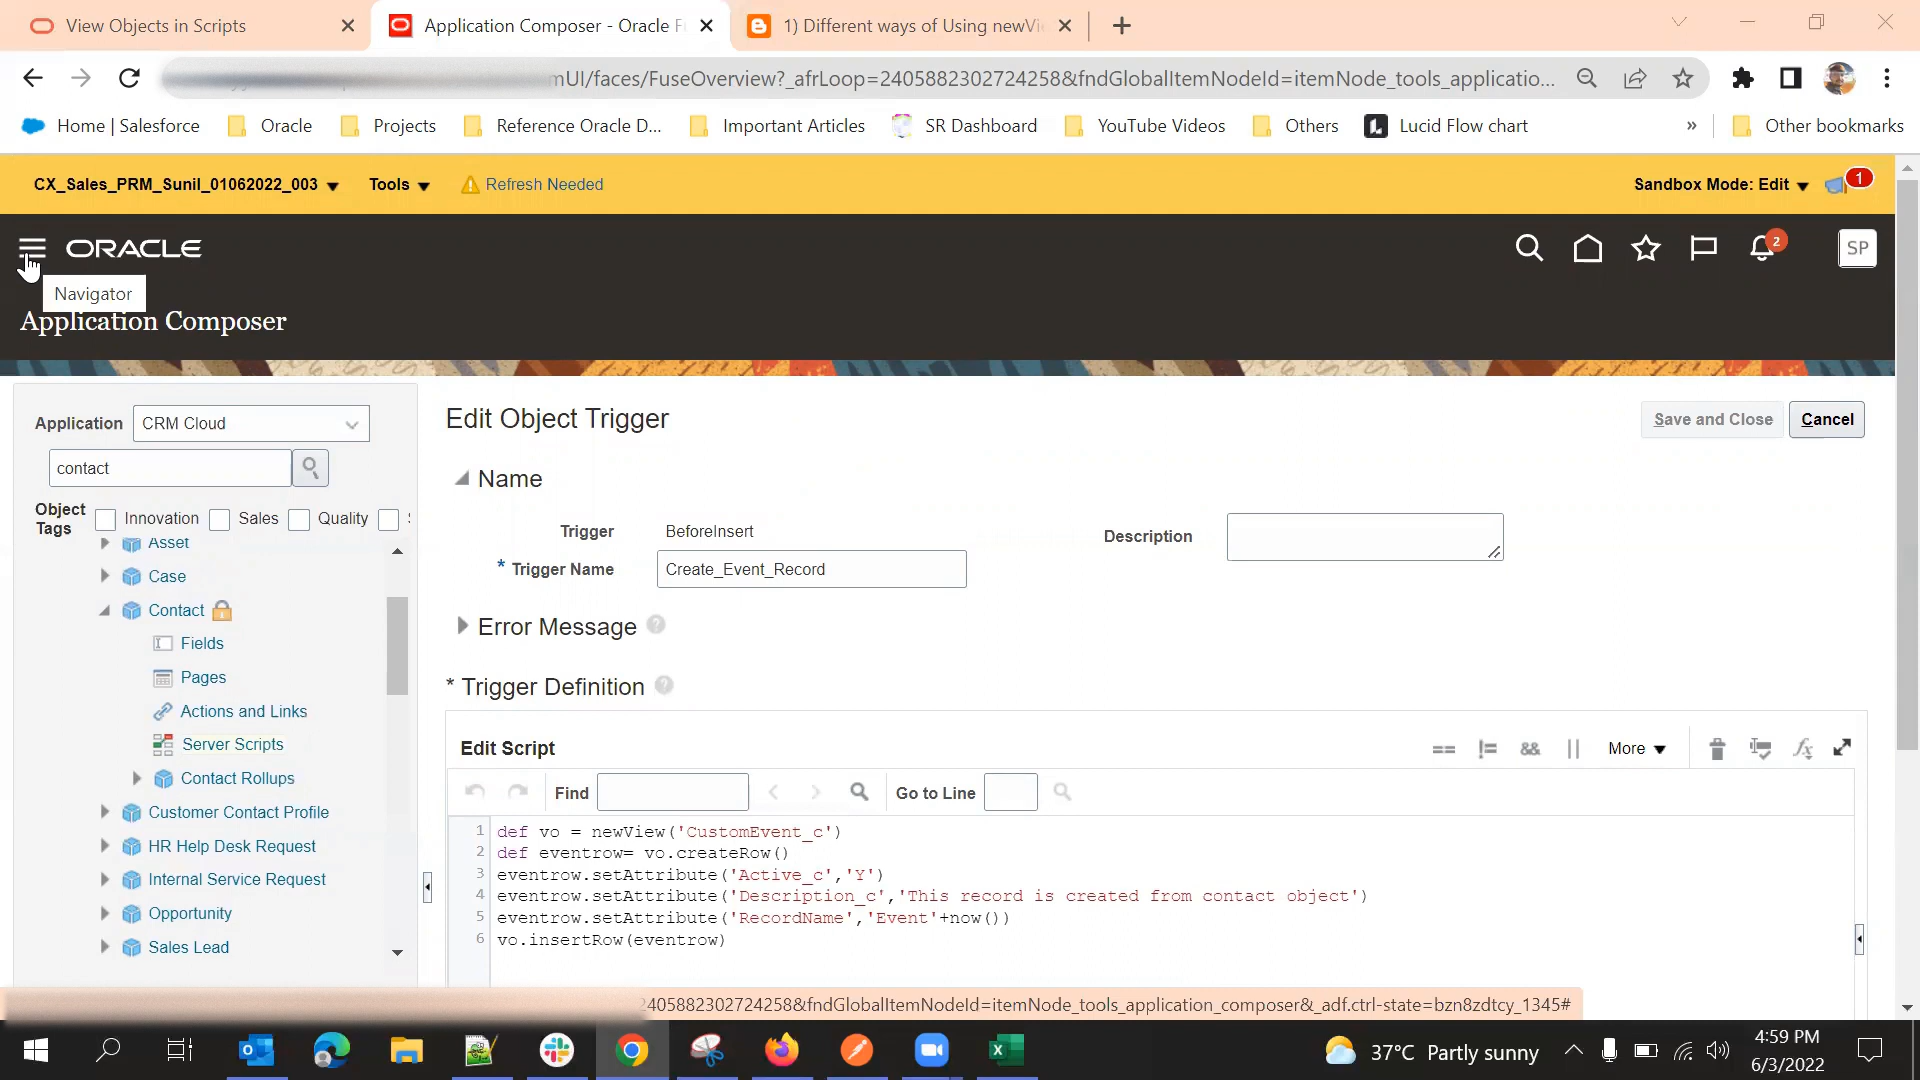 View Objects in Scripts
Application Composer - Oracle F
1) Different ways of Using newVi
mUI/faces/FuseOverview?_afrLoop=2405882302724258&fndGlobalItemNodeId=itemNode_tools_applicatio...
Home | Salesforce
Oracle
Projects
Reference Oracle D...
Important Articles
SR Dashboard
YouTube Videos
Others
Lucid Flow chart
»
Other bookmarks
CX_Sales_PRM_Sunil_01062022_003
Tools
Refresh Needed
Sandbox Mode: Edit
1
ORACLE
2
SP
Navigator
Application Composer
Application
CRM Cloud
contact
Object Tags
Innovation
Sales
Quality
Asset
Case
Contact
Fields
Pages
Actions and Links
Server Scripts
Contact Rollups
Customer Contact Profile
HR Help Desk Request
Internal Service Request
Opportunity
Sales Lead
Edit Object Trigger
Save and Close
Cancel
Name
Trigger
BeforeInsert
* Trigger Name
Create_Event_Record
Description
Error Message
* Trigger Definition
Edit Script
==
!=
&&
||
More
Find
Go to Line
1 def vo = newView('CustomEvent_c')
2 def eventrow= vo.createRow()
3 eventrow.setAttribute('Active_c','Y')
4 eventrow.setAttribute('Description_c','This record is created from contact object')
5 eventrow.setAttribute('RecordName','Event'+now())
6 vo.insertRow(eventrow)
2405882302724258&fndGlobalItemNodeId=itemNode_tools_application_composer&_adf.ctrl-state=bzn8zdtcy_1345#
37°C Partly sunny
4:59 PM
6/3/2022